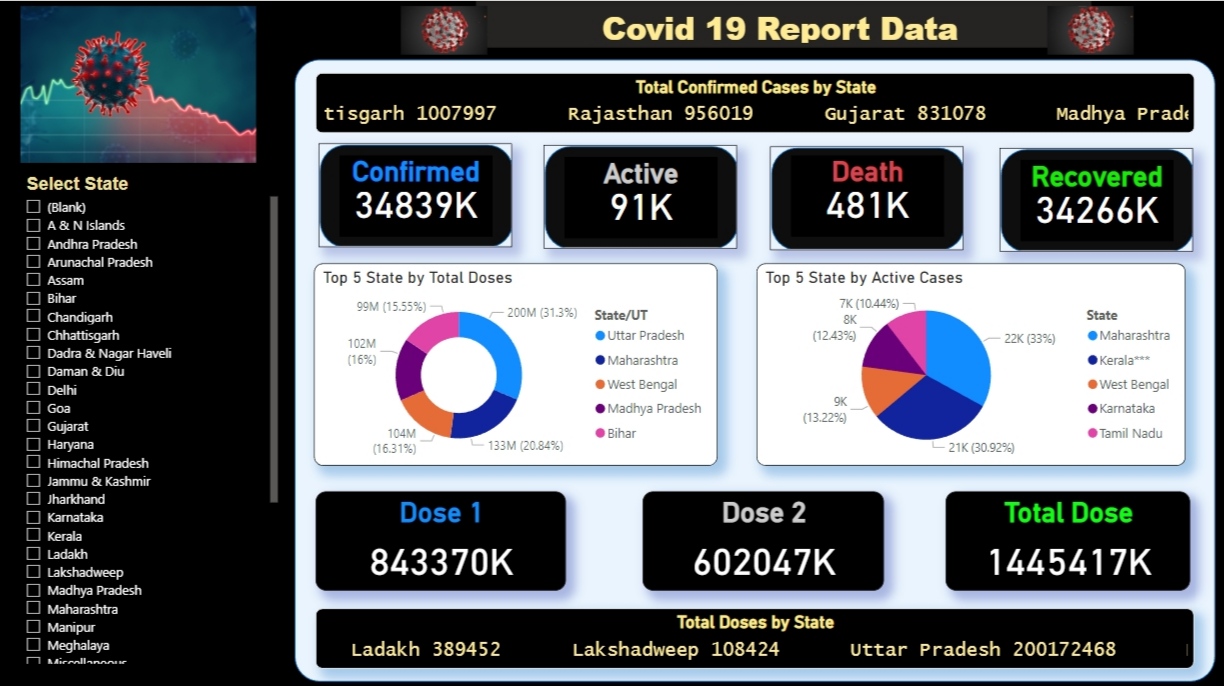 Covid 19 Report Data
Total Confirmed Cases by State
tisgarh 1007997 Rajasthan 956019 Gujarat 831078 Madhya Prade
Confirmed
34839K
Active
91K
Death
481K
Recovered
34266K
Select State
(Blank)
A & N Islands
Andhra Pradesh
Arunachal Pradesh
Assam
Bihar
Chandigarh
Chhattisgarh
Dadra & Nagar Haveli
Daman & Diu
Delhi
Goa
Gujarat
Haryana
Himachal Pradesh
Jammu & Kashmir
Jharkhand
Karnataka
Kerala
Ladakh
Lakshadweep
Madhya Pradesh
Maharashtra
Manipur
Meghalaya
Miscellaneous
Top 5 State by Total Doses
99M (15.55%)
200M (31.3%)
102M
(16%)
104M
(16.31%)
133M (20.84%)
State/UT
Uttar Pradesh
Maharashtra
West Bengal
Madhya Pradesh
Bihar
Top 5 State by Active Cases
7K (10.44%)
8K
(12.43%)
22K (33%)
9K
(13.22%)
21K (30.92%)
State
Maharashtra
Kerala***
West Bengal
Karnataka
Tamil Nadu
Dose 1
843370K
Dose 2
602047K
Total Dose
1445417K
Total Doses by State
Ladakh 389452 Lakshadweep 108424 Uttar Pradesh 200172468